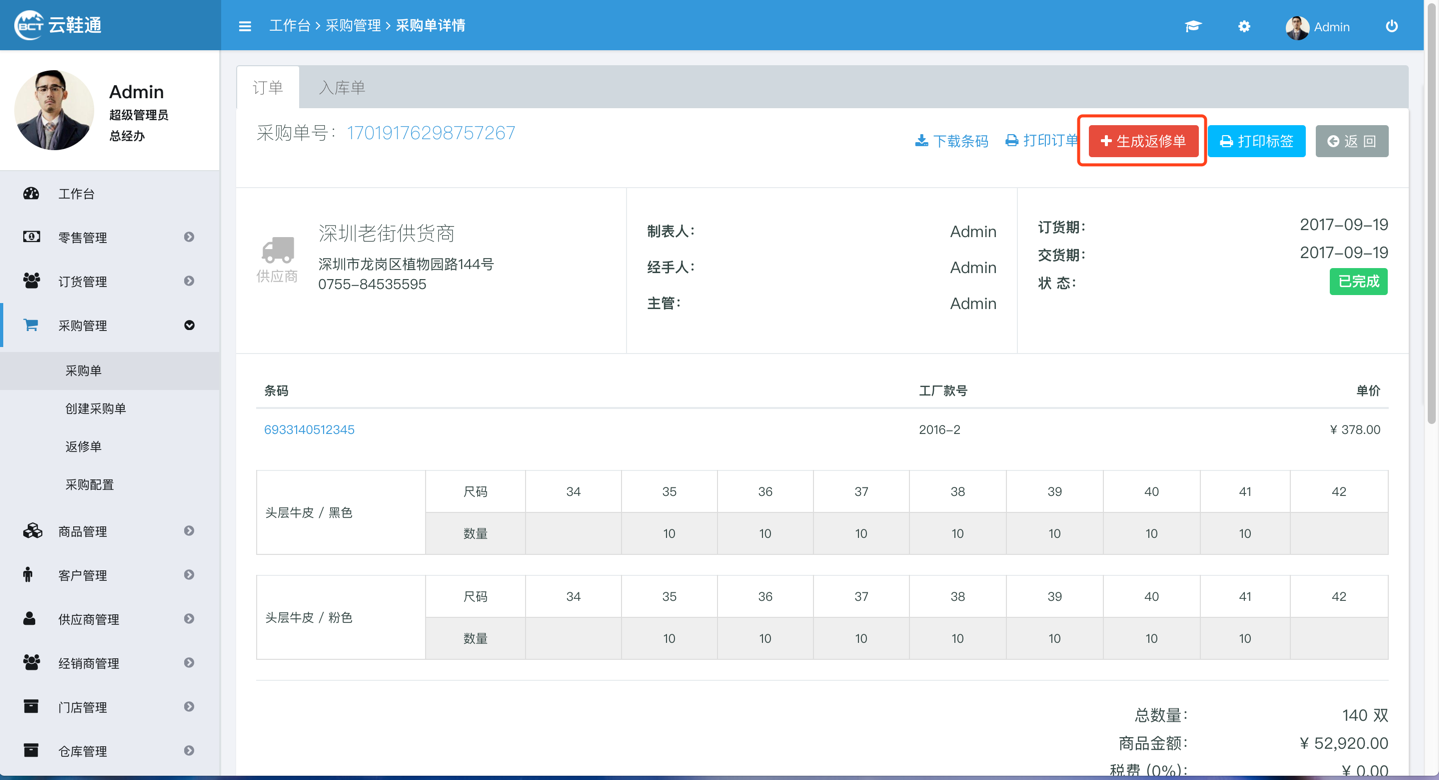 BCT 云鞋通
工作台 > 采购管理 > 采购单详情
Admin
Admin
超级管理员
总经办
工作台
零售管理
订货管理
采购管理
采购单
创建采购单
返修单
采购配置
商品管理
客户管理
供应商管理
经销商管理
门店管理
仓库管理
订单 入库单
采购单号: 17019176298757267
下载条码 打印订单 + 生成返修单 打印标签 返 回
供应商
深圳老街供货商
深圳市龙岗区植物园路144号
0755-84535595
制表人: Admin
经手人: Admin
主管: Admin
订货期: 2017-09-19
交货期: 2017-09-19
状 态: 已完成
条码 工厂款号 单价
6933140512345 2016-2 ¥ 378.00
头层牛皮 / 黑色
尺码 34 35 36 37 38 39 40 41 42
数量 10 10 10 10 10 10 10
头层牛皮 / 粉色
尺码 34 35 36 37 38 39 40 41 42
数量 10 10 10 10 10 10 10
总数量: 140 双
商品金额: ¥ 52,920.00
税费 (0%): ¥ 0.00